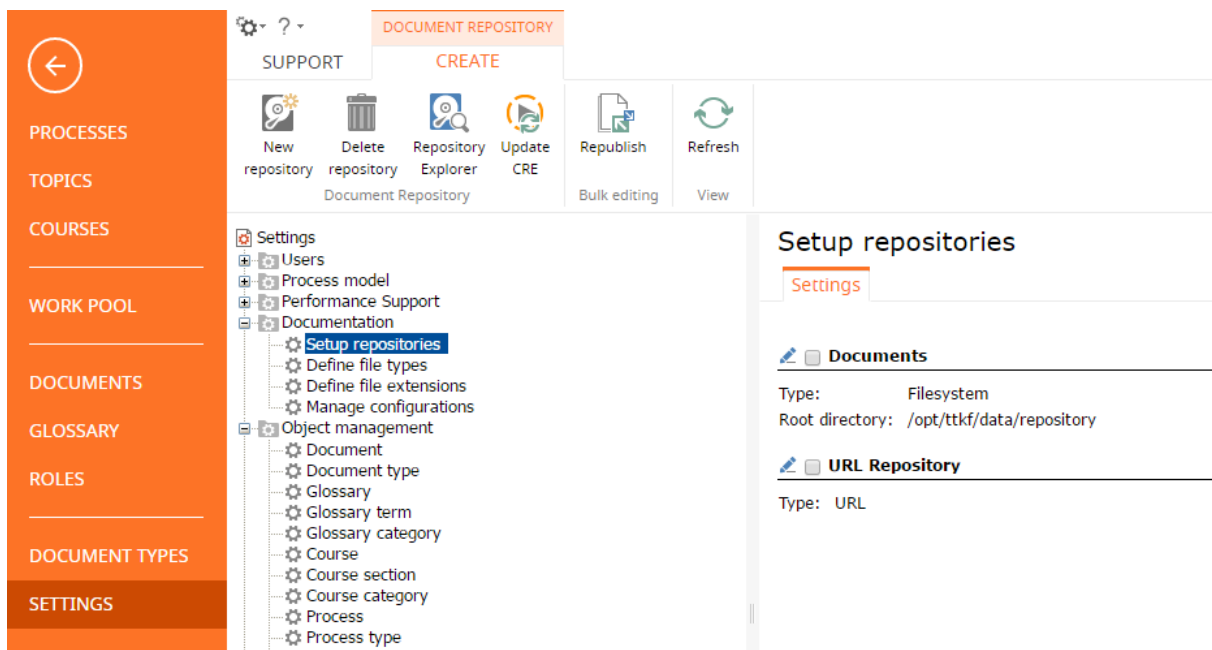 ?
DOCUMENT REPOSITORY
SUPPORT
CREATE
PROCESSES
TOPICS
COURSES
WORK POOL
DOCUMENTS
GLOSSARY
ROLES
DOCUMENT TYPES
SETTINGS
New repository
Delete repository
Repository Explorer
Update CRE
Document Repository
Republish
Bulk editing
Refresh
View
Settings
Users
Process model
Performance Support
Documentation
Setup repositories
Define file types
Define file extensions
Manage configurations
Object management
Document
Document type
Glossary
Glossary term
Glossary category
Course
Course section
Course category
Process
Process type
Setup repositories
Settings
Documents
Type: Filesystem
Root directory: /opt/ttkf/data/repository
URL Repository
Type: URL